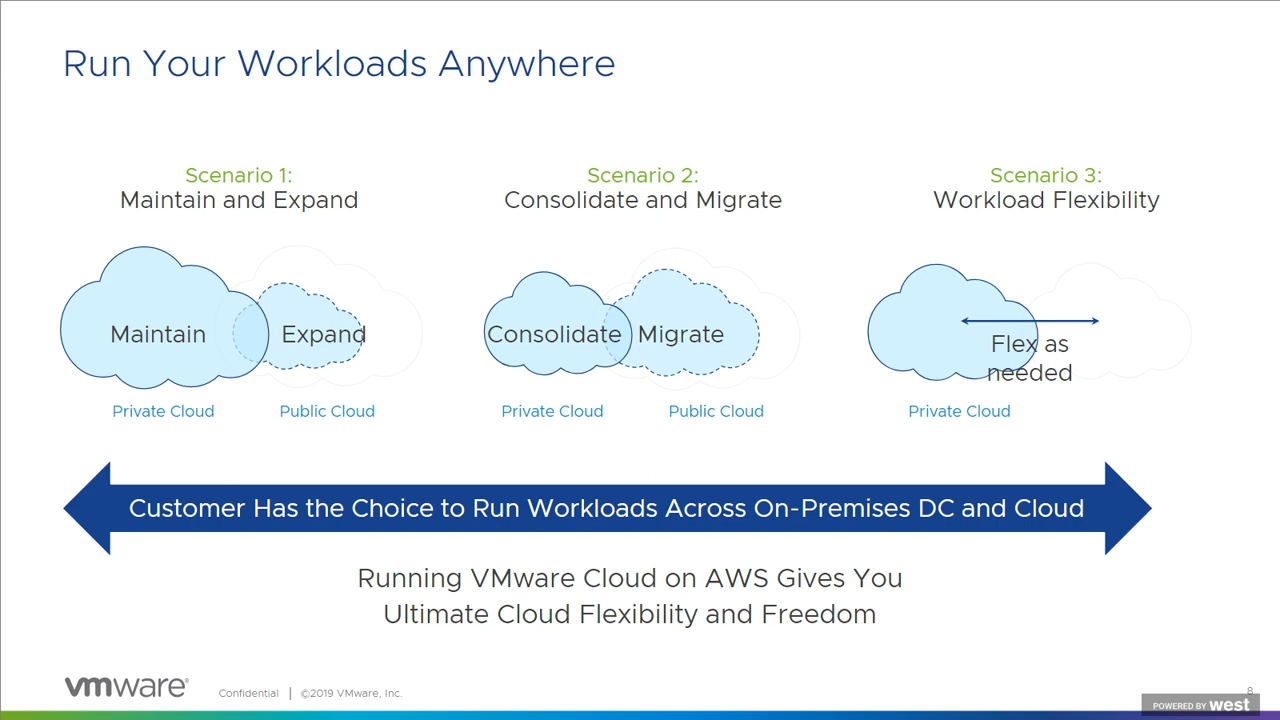 Run Your Workloads Anywhere
Scenario 1:
Maintain and Expand
Maintain
Expand
Private Cloud
Public Cloud
Scenario 2:
Consolidate and Migrate
Consolidate
Migrate
Private Cloud
Public Cloud
Scenario 3:
Workload Flexibility
Flex as
needed
Private Cloud
Customer Has the Choice to Run Workloads Across On-Premises DC and Cloud
Running VMware Cloud on AWS Gives You
Ultimate Cloud Flexibility and Freedom
vmware®
Confidential | ©2019 VMware, Inc.
8
POWERED BY west